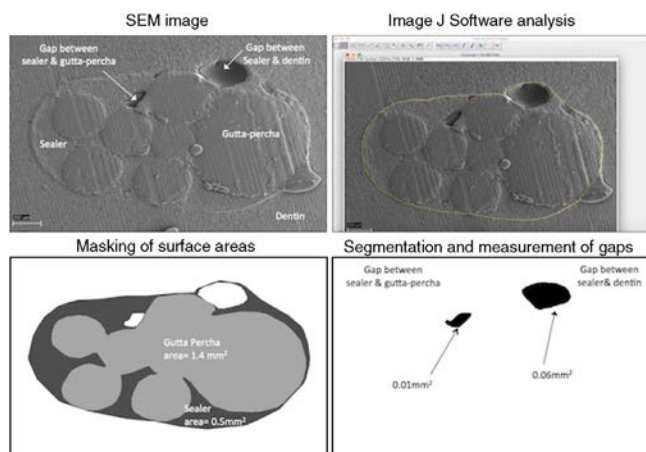 SEM image
Image J Software analysis
Gap between
sealer & gutta-percha
Gap between
Sealer & dentin
Sealer
Gutta-percha
Dentin
Masking of surface areas
Segmentation and measurement of gaps
Gutta Percha
area= 1.4 mm²
Sealer
area= 0.5mm²
Gap between
sealer & gutta-percha
Gap between
sealer& dentin
0.01mm²
0.06mm²